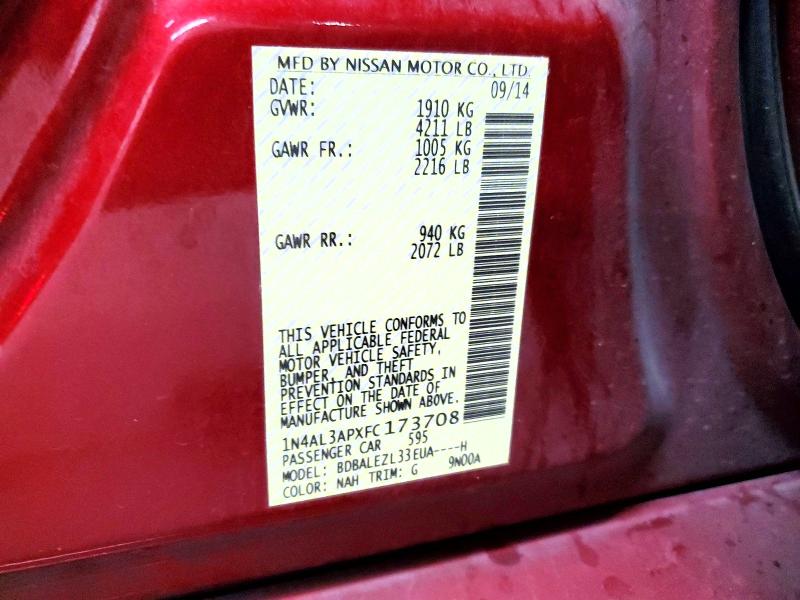 MFD BY NISSAN MOTOR CO., LTD.
DATE: 09/14
GVWR: 1910 KG
4211 LB
GAWR FR.: 1005 KG
2216 LB
GAWR RR.: 940 KG
2072 LB
THIS VEHICLE CONFORMS TO
ALL APPLICABLE FEDERAL
MOTOR VEHICLE SAFETY,
BUMPER, AND THEFT
PREVENTION STANDARDS IN
EFFECT ON THE DATE OF
MANUFACTURE SHOWN ABOVE.
1N4AL3APXFC173708
PASSENGER CAR 595
MODEL: BDBALEZL33EUA----H
COLOR: NAH TRIM: G 9N00A